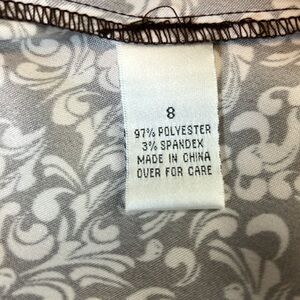 8
97% POLYESTER
3% SPANDEX
MADE IN CHINA
OVER FOR CARE